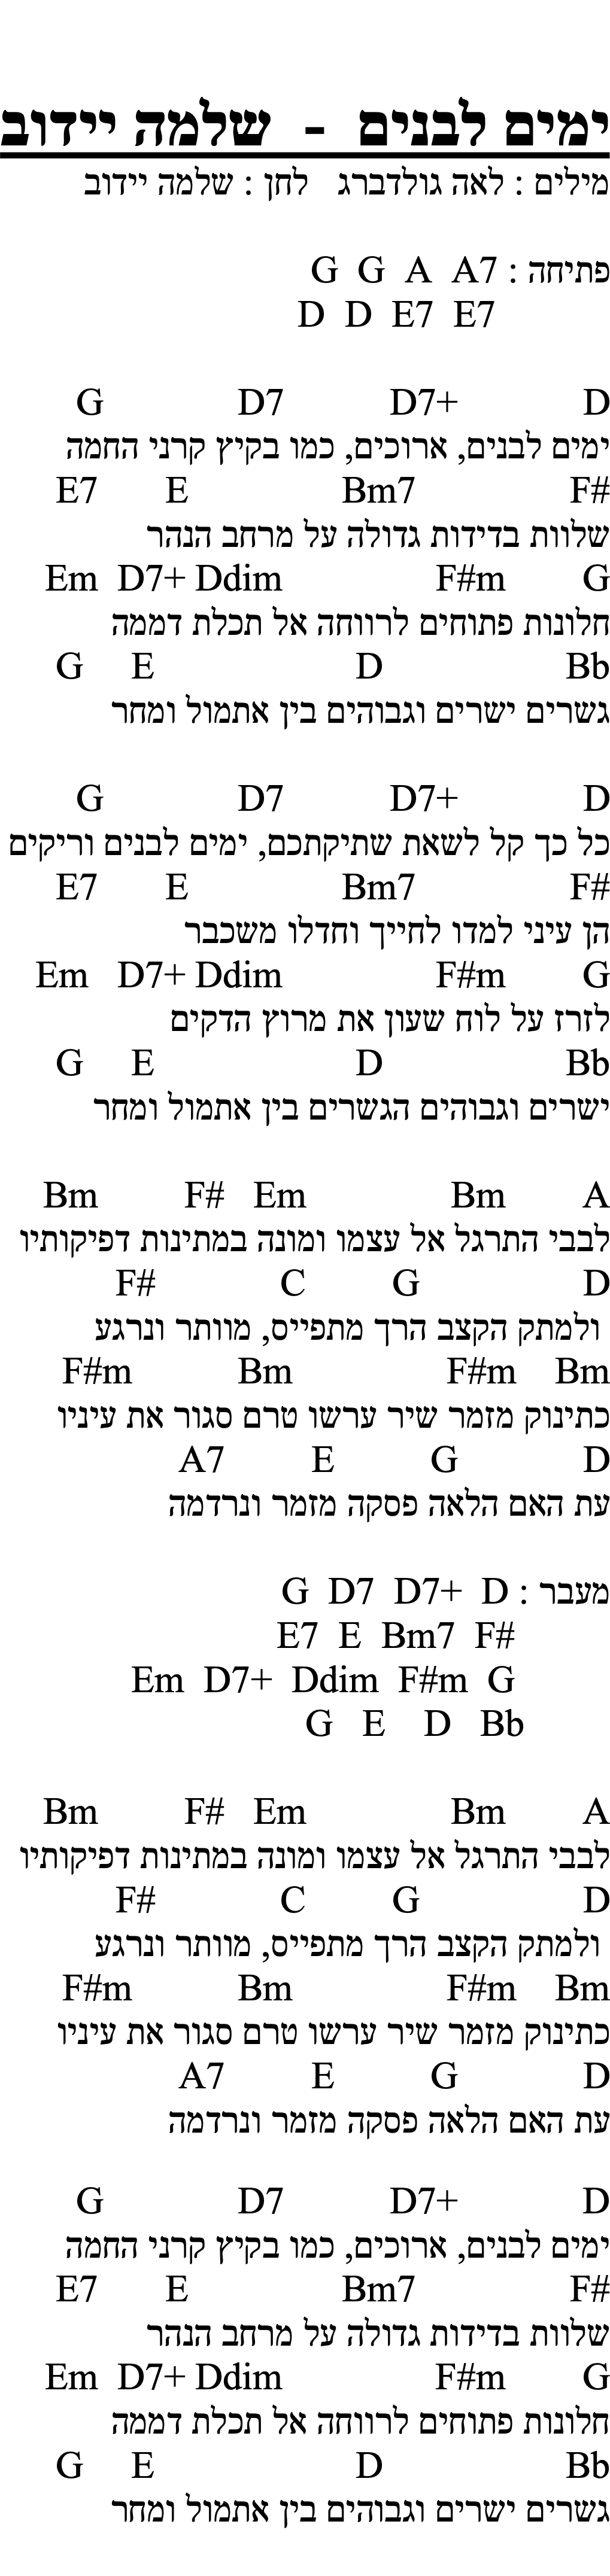 ימים לבנים - שלמה יידוב
מילים : לאה גולדברג לחן : שלמה יידוב
פתיחה : G G A A7
D D E7 E7
G D7 D7+ D
ימים לבנים, ארוכים, כמו בקיץ קרני החמה
E7 E Bm7 F#
שלוות בדידות גדולה על מרחב הנהר
Em D7+ Ddim F#m G
חלונות פתוחים לרווחה אל תכלת דממה
G E D Bb
גשרים ישרים וגבוהים בין אתמול ומחר
G D7 D7+ D
כל כך קל לשאת שתיקתכם, ימים לבנים וריקים
E7 E Bm7 F#
הן עיני למדו לחייך וחדלו משכבר
Em D7+ Ddim F#m G
לזרז על לוח שעון את מרוץ הדקים
G E D Bb
ישרים וגבוהים הגשרים בין אתמול ומחר
Bm F# Em Bm A
לבבי התרגל אל עצמו ומונה במתינות דפיקותיו
F# C G D
ולמתק הקצב הרך מתפייס, מוותר ונרגע
F#m Bm F#m Bm
כתינוק מזמר שיר ערשו טרם סגור את עיניו
A7 E G D
עת האם הלאה פסקה מזמר ונרדמה
מעבר : G D7 D7+ D
E7 E Bm7 F#
Em D7+ Ddim F#m G
G E D Bb
Bm F# Em Bm A
לבבי התרגל אל עצמו ומונה במתינות דפיקותיו
F# C G D
ולמתק הקצב הרך מתפייס, מוותר ונרגע
F#m Bm F#m Bm
כתינוק מזמר שיר ערשו טרם סגור את עיניו
A7 E G D
עת האם הלאה פסקה מזמר ונרדמה
G D7 D7+ D
ימים לבנים, ארוכים, כמו בקיץ קרני החמה
E7 E Bm7 F#
שלוות בדידות גדולה על מרחב הנהר
Em D7+ Ddim F#m G
חלונות פתוחים לרווחה אל תכלת דממה
G E D Bb
גשרים ישרים וגבוהים בין אתמול ומחר